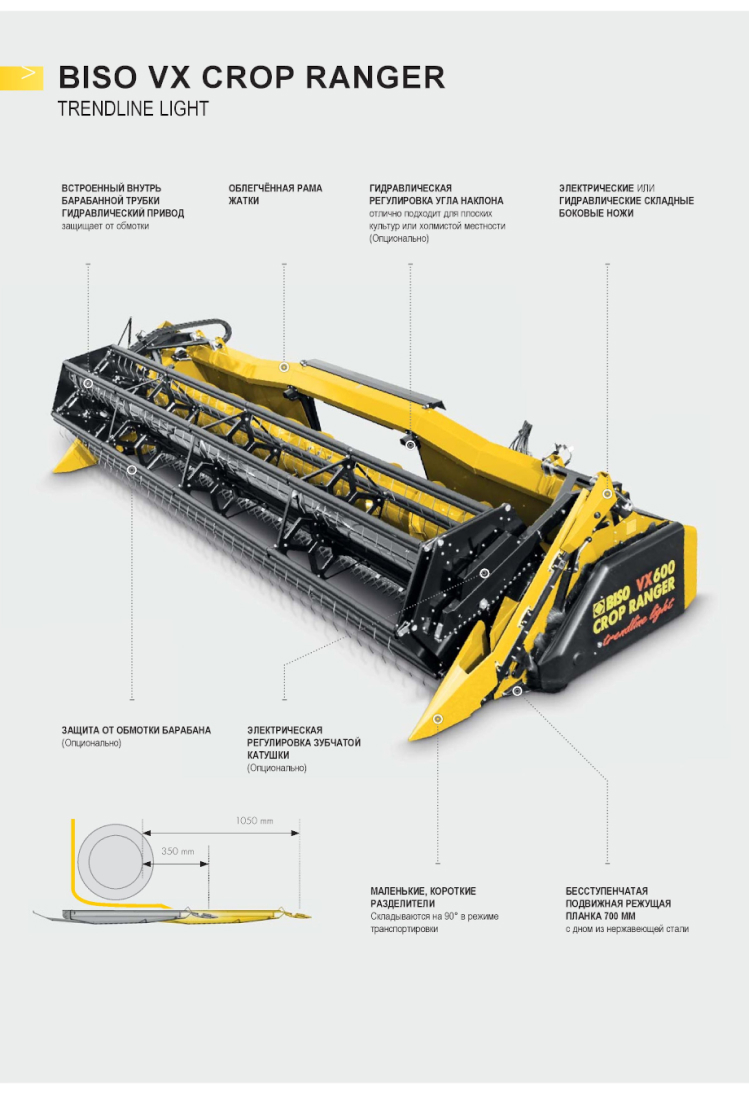 >
BISO VX CROP RANGER
TRENDLINE LIGHT
ВСТРОЕННЫЙ ВНУТРЬ
БАРАБАННОЙ ТРУБКИ
ГИДРАВЛИЧЕСКИЙ ПРИВОД
защищает от обмотки
ОБЛЕГЧЁННАЯ РАМА
ЖАТКИ
ГИДРАВЛИЧЕСКАЯ
РЕГУЛИРОВКА УГЛА НАКЛОНА
отлично подходит для плоских
культур или холмистой местности
(Опционально)
ЭЛЕКТРИЧЕСКИЕ ИЛИ
ГИДРАВЛИЧЕСКИЕ СКЛАДНЫЕ
БОКОВЫЕ НОЖИ
BISO VX600
CROP RANGER
trendline light
ЗАЩИТА ОТ ОБМОТКИ БАРАБАНА
(Опционально)
ЭЛЕКТРИЧЕСКАЯ
РЕГУЛИРОВКА ЗУБЧАТОЙ
КАТУШКИ
(Опционально)
1050 mm
350 mm
МАЛЕНЬКИЕ, КОРОТКИЕ
РАЗДЕЛИТЕЛИ
Складываются на 90° в режиме
транспортировки
БЕССТУПЕНЧАТАЯ
ПОДВИЖНАЯ РЕЖУЩАЯ
ПЛАНКА 700 ММ
с дном из нержавеющей стали